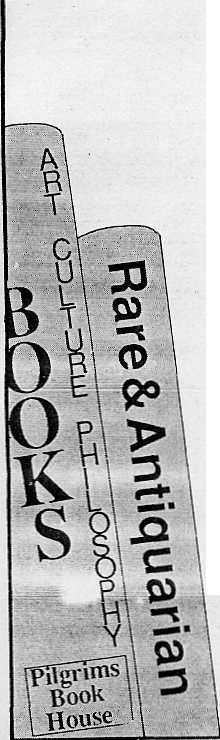 ART CULTURE PHILOSOPHY
BOOKS
Rare & Antiquarian
Pilgrims
Book
House